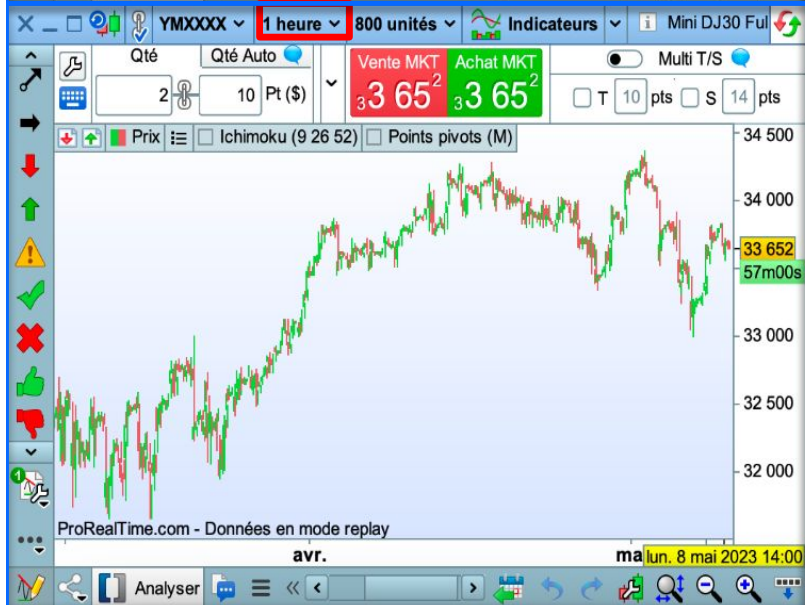 YMXXXX 1 heure 800 unités Indicateurs i Mini DJ30 Ful
Qté Qté Auto Vente MKT Achat MKT Multi T/S
2 10 Pt ($) 33 65² 33 65² T 10 pts S 14 pts
Prix Ichimoku (9 26 52) Points pivots (M)
34 500
34 000
33 652
57m00s
33 000
32 500
32 000
1
ProRealTime.com - Données en mode replay
avr. ma lun. 8 mai 2023 14:00
Analyser